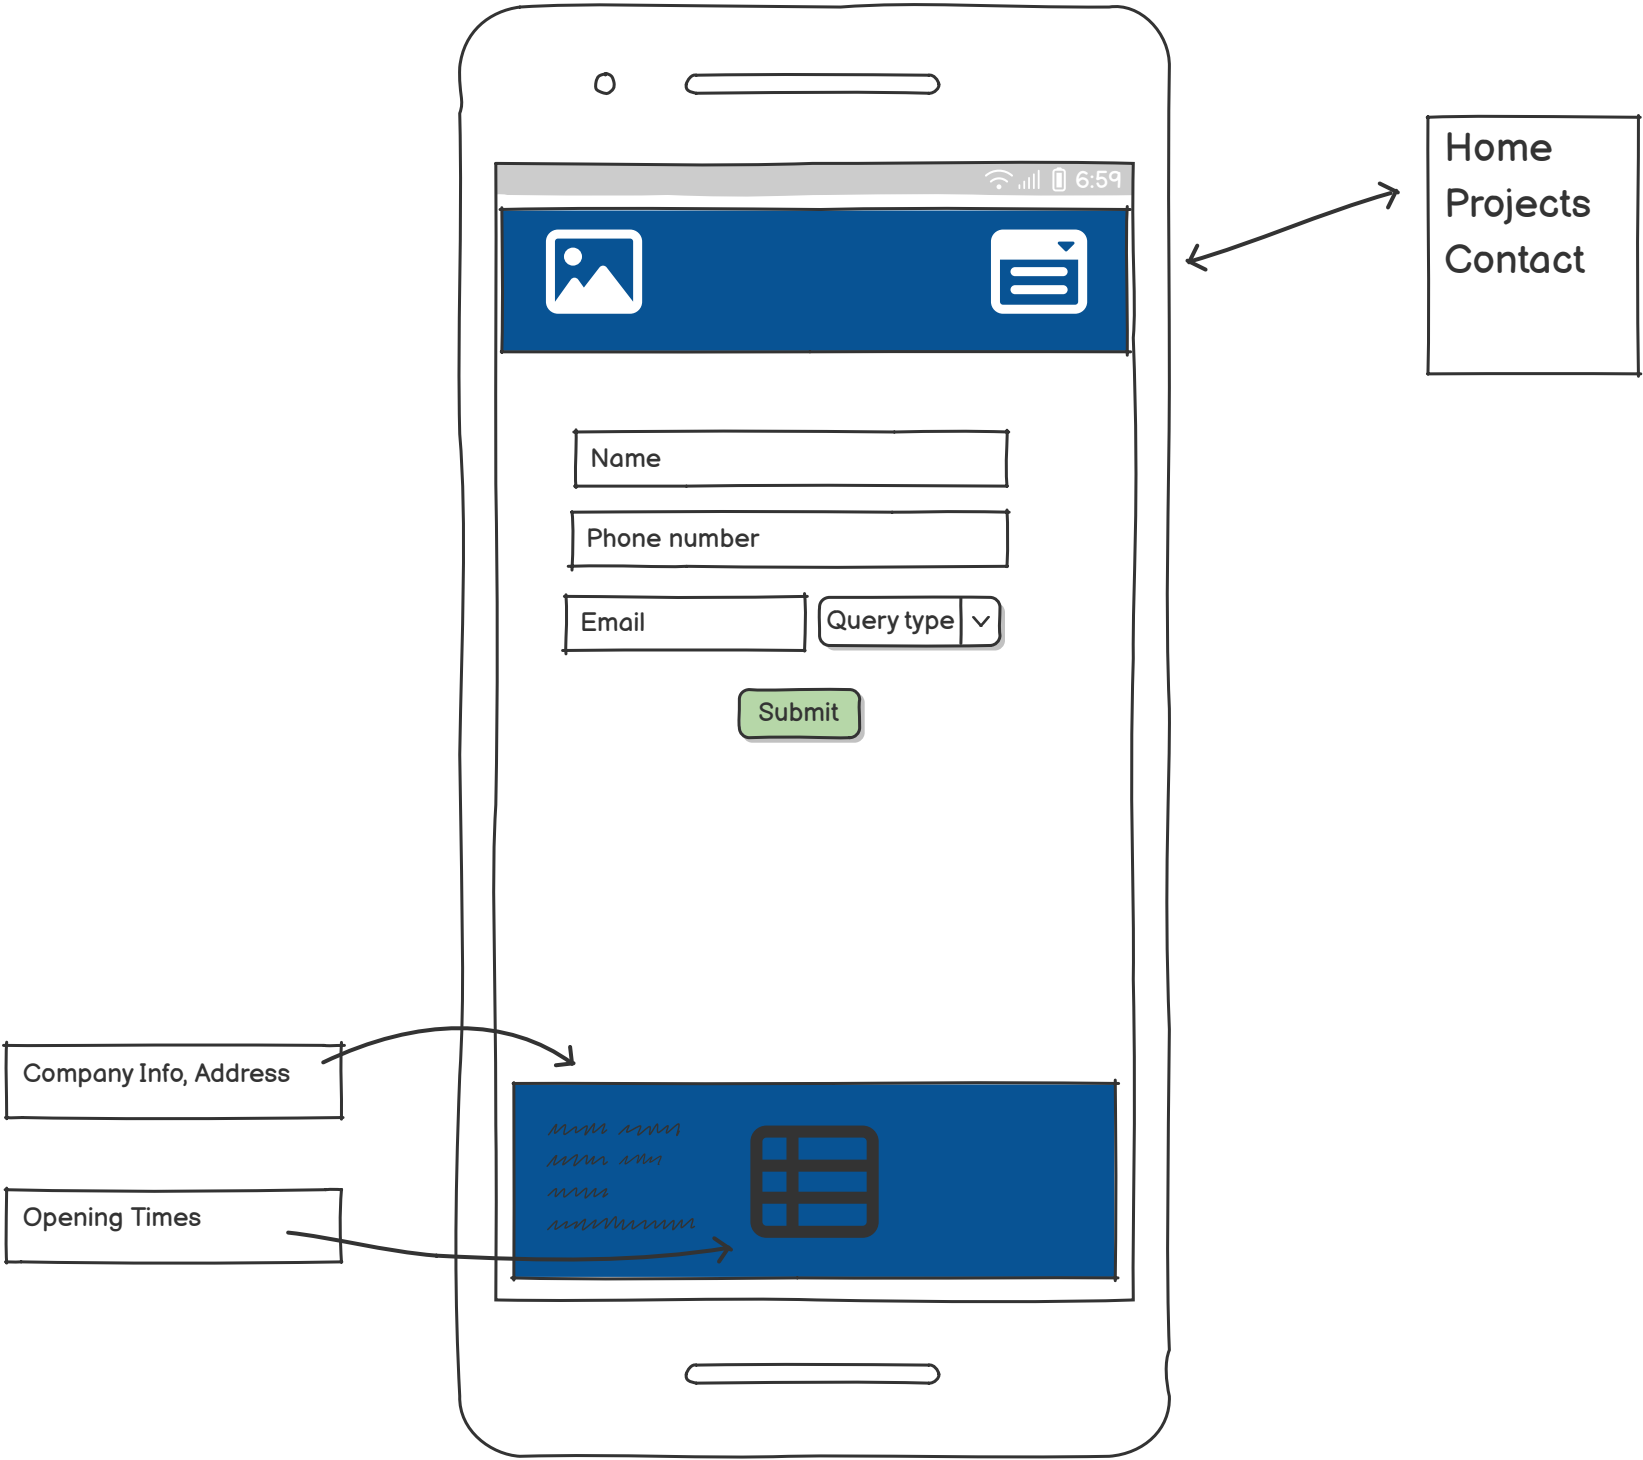 6:59
Home
Projects
Contact
Name
Phone number
Email
Query type
Submit
Company Info, Address
Opening Times